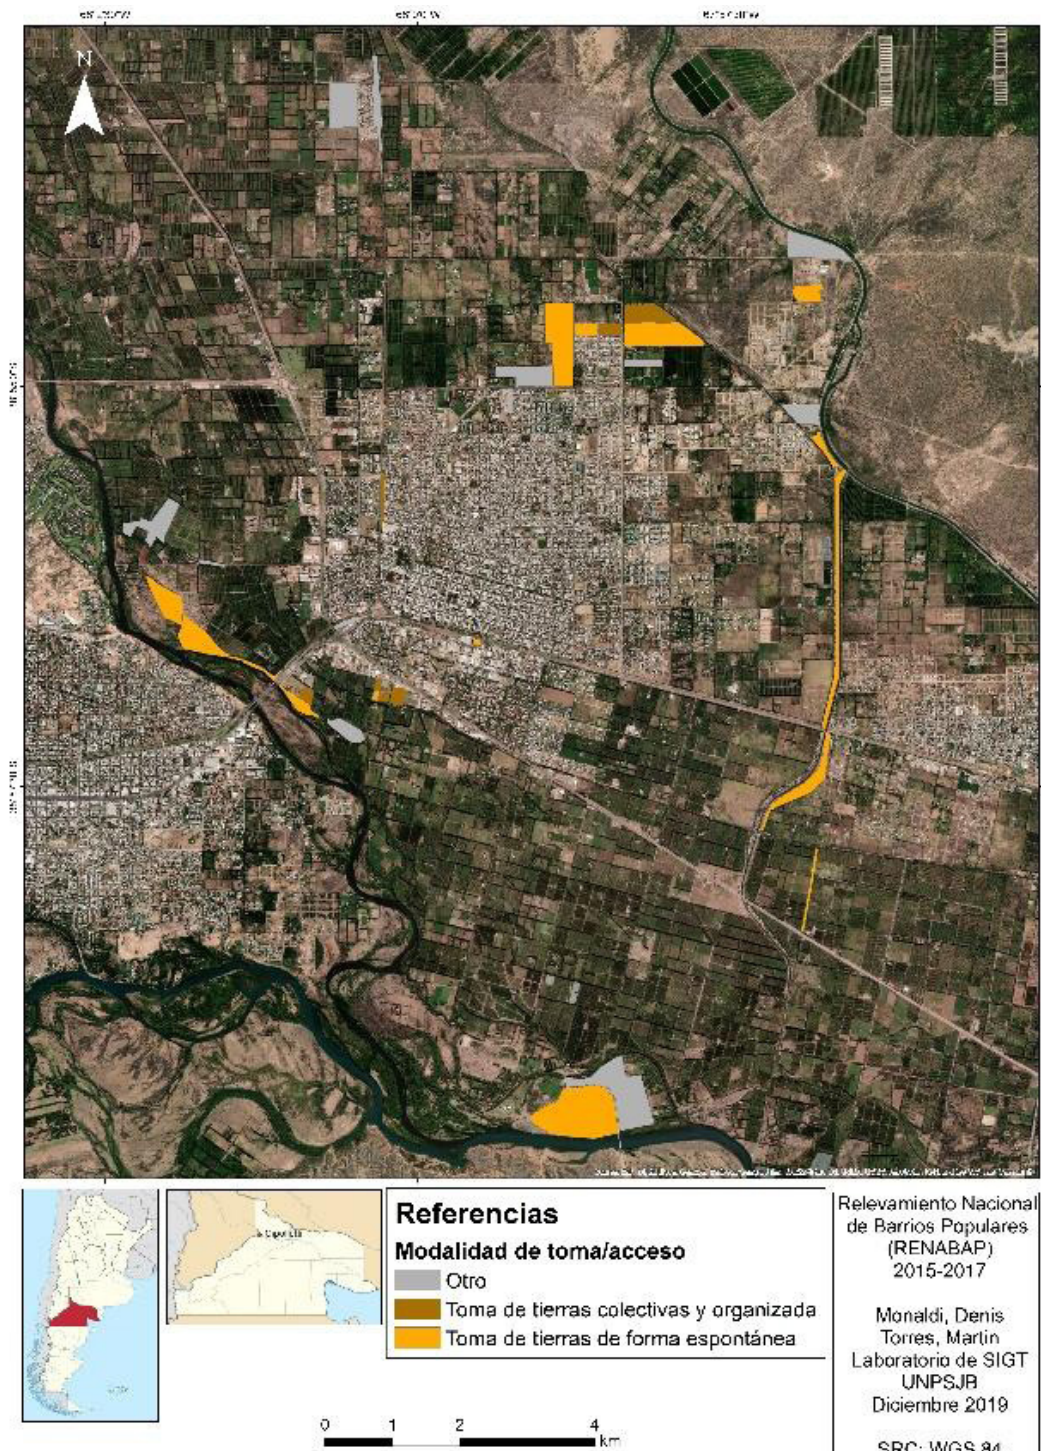 N
Cipolletti
Referencias
Modalidad de toma/acceso
Otro
Toma de tierras colectivas y organizada
Toma de tierras de forma espontánea
Relevamiento Nacional
de Barrios Populares
(RENABAP)
2015-2017
Monaldi, Denis
Torres, Martin
Laboratorio de SIGT
UNPSJB
Diciembre 2019
SRC: WGS 84
0 1 2 4
km